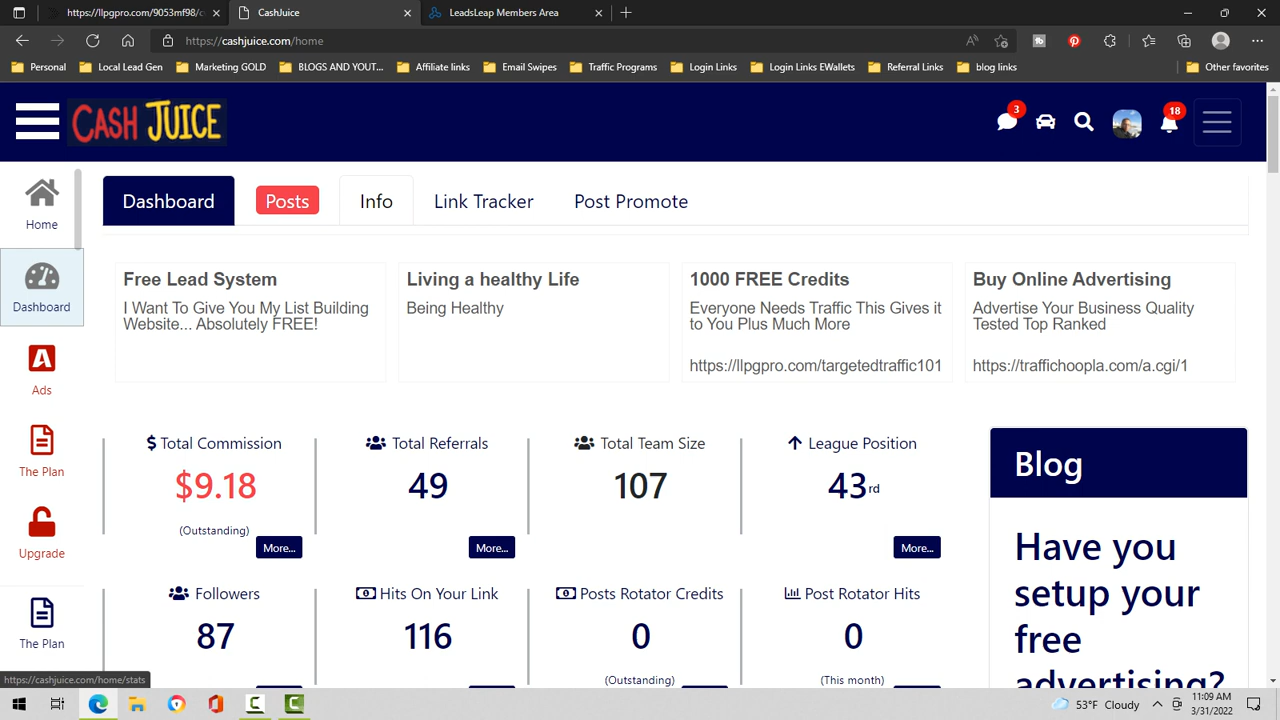 https://llpgpro.com/9053mf98/c
CashJuice
LeadsLeap Members Area
https://cashjuice.com/home
Personal
Local Lead Gen
Marketing GOLD
BLOGS AND YOUT...
Affiliate links
Email Swipes
Traffic Programs
Login Links
Login Links EWallets
Referral Links
blog links
Other favorites
CASH JUICE
3
18
Home
Dashboard
Ads
The Plan
Upgrade
The Plan
Dashboard
Posts
Info
Link Tracker
Post Promote
Free Lead System
I Want To Give You My List Building
Website... Absolutely FREE!
Living a healthy Life
Being Healthy
1000 FREE Credits
Everyone Needs Traffic This Gives it
to You Plus Much More
https://llpgpro.com/targetedtraffic101
Buy Online Advertising
Advertise Your Business Quality
Tested Top Ranked
https://traffichoopla.com/a.cgi/1
$ Total Commission
$9.18
(Outstanding)
More...
Total Referrals
49
More...
Total Team Size
107
League Position
43rd
More...
Followers
87
Hits On Your Link
116
Posts Rotator Credits
0
(Outstanding)
Post Rotator Hits
0
(This month)
Blog
Have you
setup your
free
advertising?
https://cashjuice.com/home/stats
53°F Cloudy
11:09 AM
3/31/2022